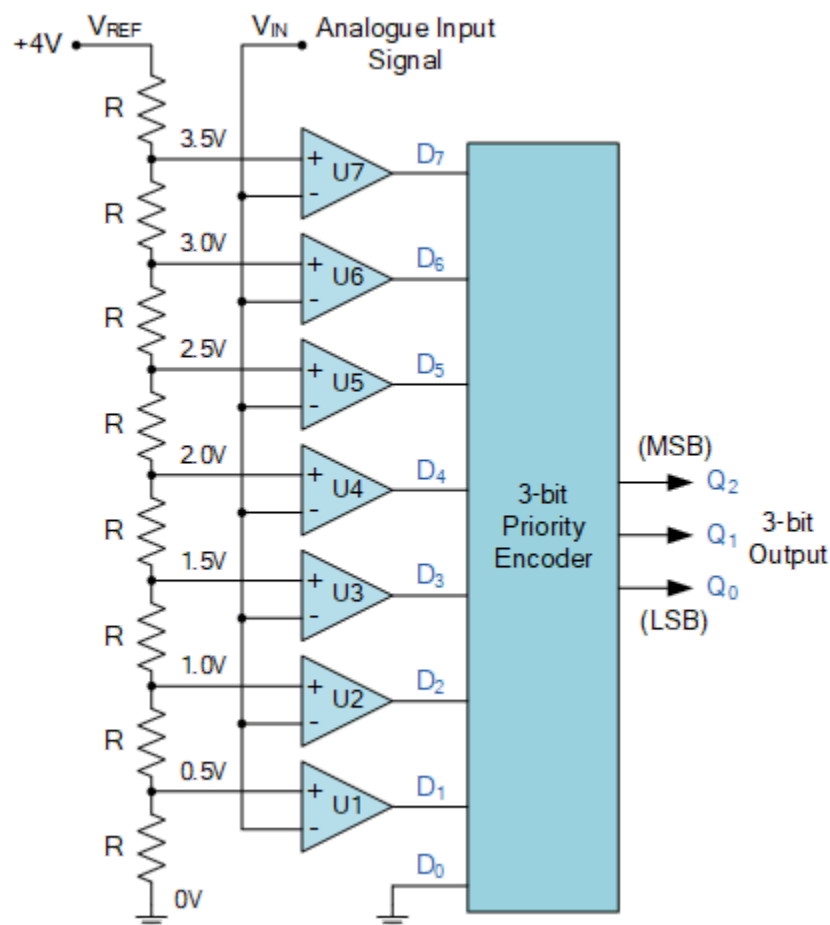 V_REF
V_IN
Analogue Input
Signal
+4V
R
3.5V
+
-
U7
D₇
R
3.0V
+
-
U6
D₆
R
2.5V
+
-
U5
D₅
R
2.0V
+
-
U4
D₄
R
1.5V
+
-
U3
D₃
R
1.0V
+
-
U2
D₂
R
0.5V
+
-
U1
D₁
R
0V
D₀
3-bit
Priority
Encoder
(MSB)
Q₂
Q₁
Q₀
(LSB)
3-bit
Output